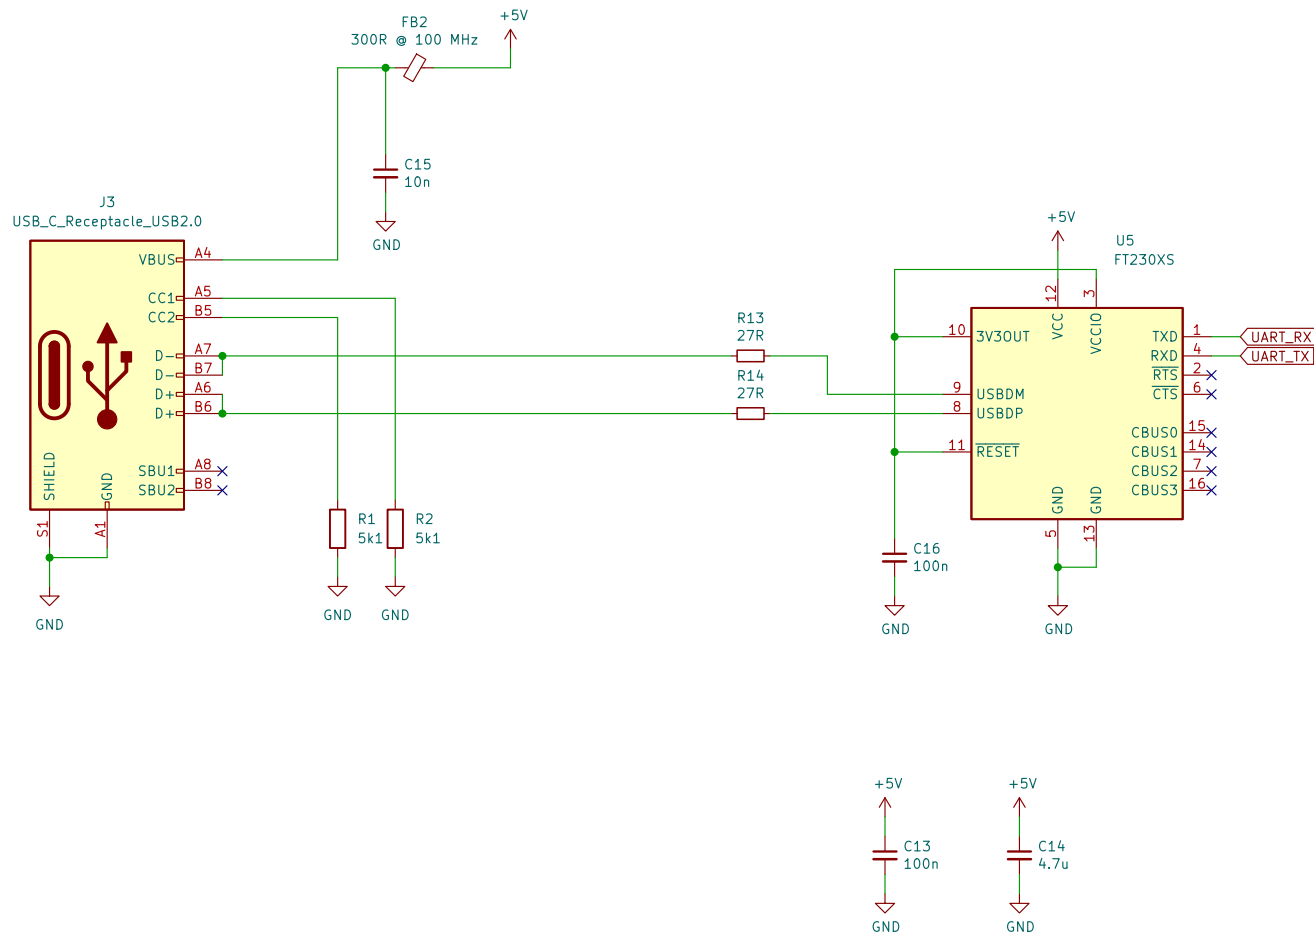 FB2
300R @ 100 MHz
+5V
C15
10n
GND
J3
USB_C_Receptacle_USB2.0
VBUS
A4
CC1
A5
CC2
B5
D-
A7
D-
B7
D+
A6
D+
B6
SBU1
A8
SBU2
B8
SHIELD
GND
S1
A1
GND
R1
5k1
GND
R2
5k1
GND
R13
27R
R14
27R
+5V
U5
FT230XS
12
3
VCC
VCCIO
10
3V3OUT
9
USBDM
8
USBDP
11
RESET
TXD
1
UART_RX
RXD
4
UART_TX
RTS
2
CTS
6
CBUS0
15
CBUS1
14
CBUS2
7
CBUS3
16
GND
GND
5
13
GND
C16
100n
GND
+5V
C13
100n
GND
+5V
C14
4.7u
GND